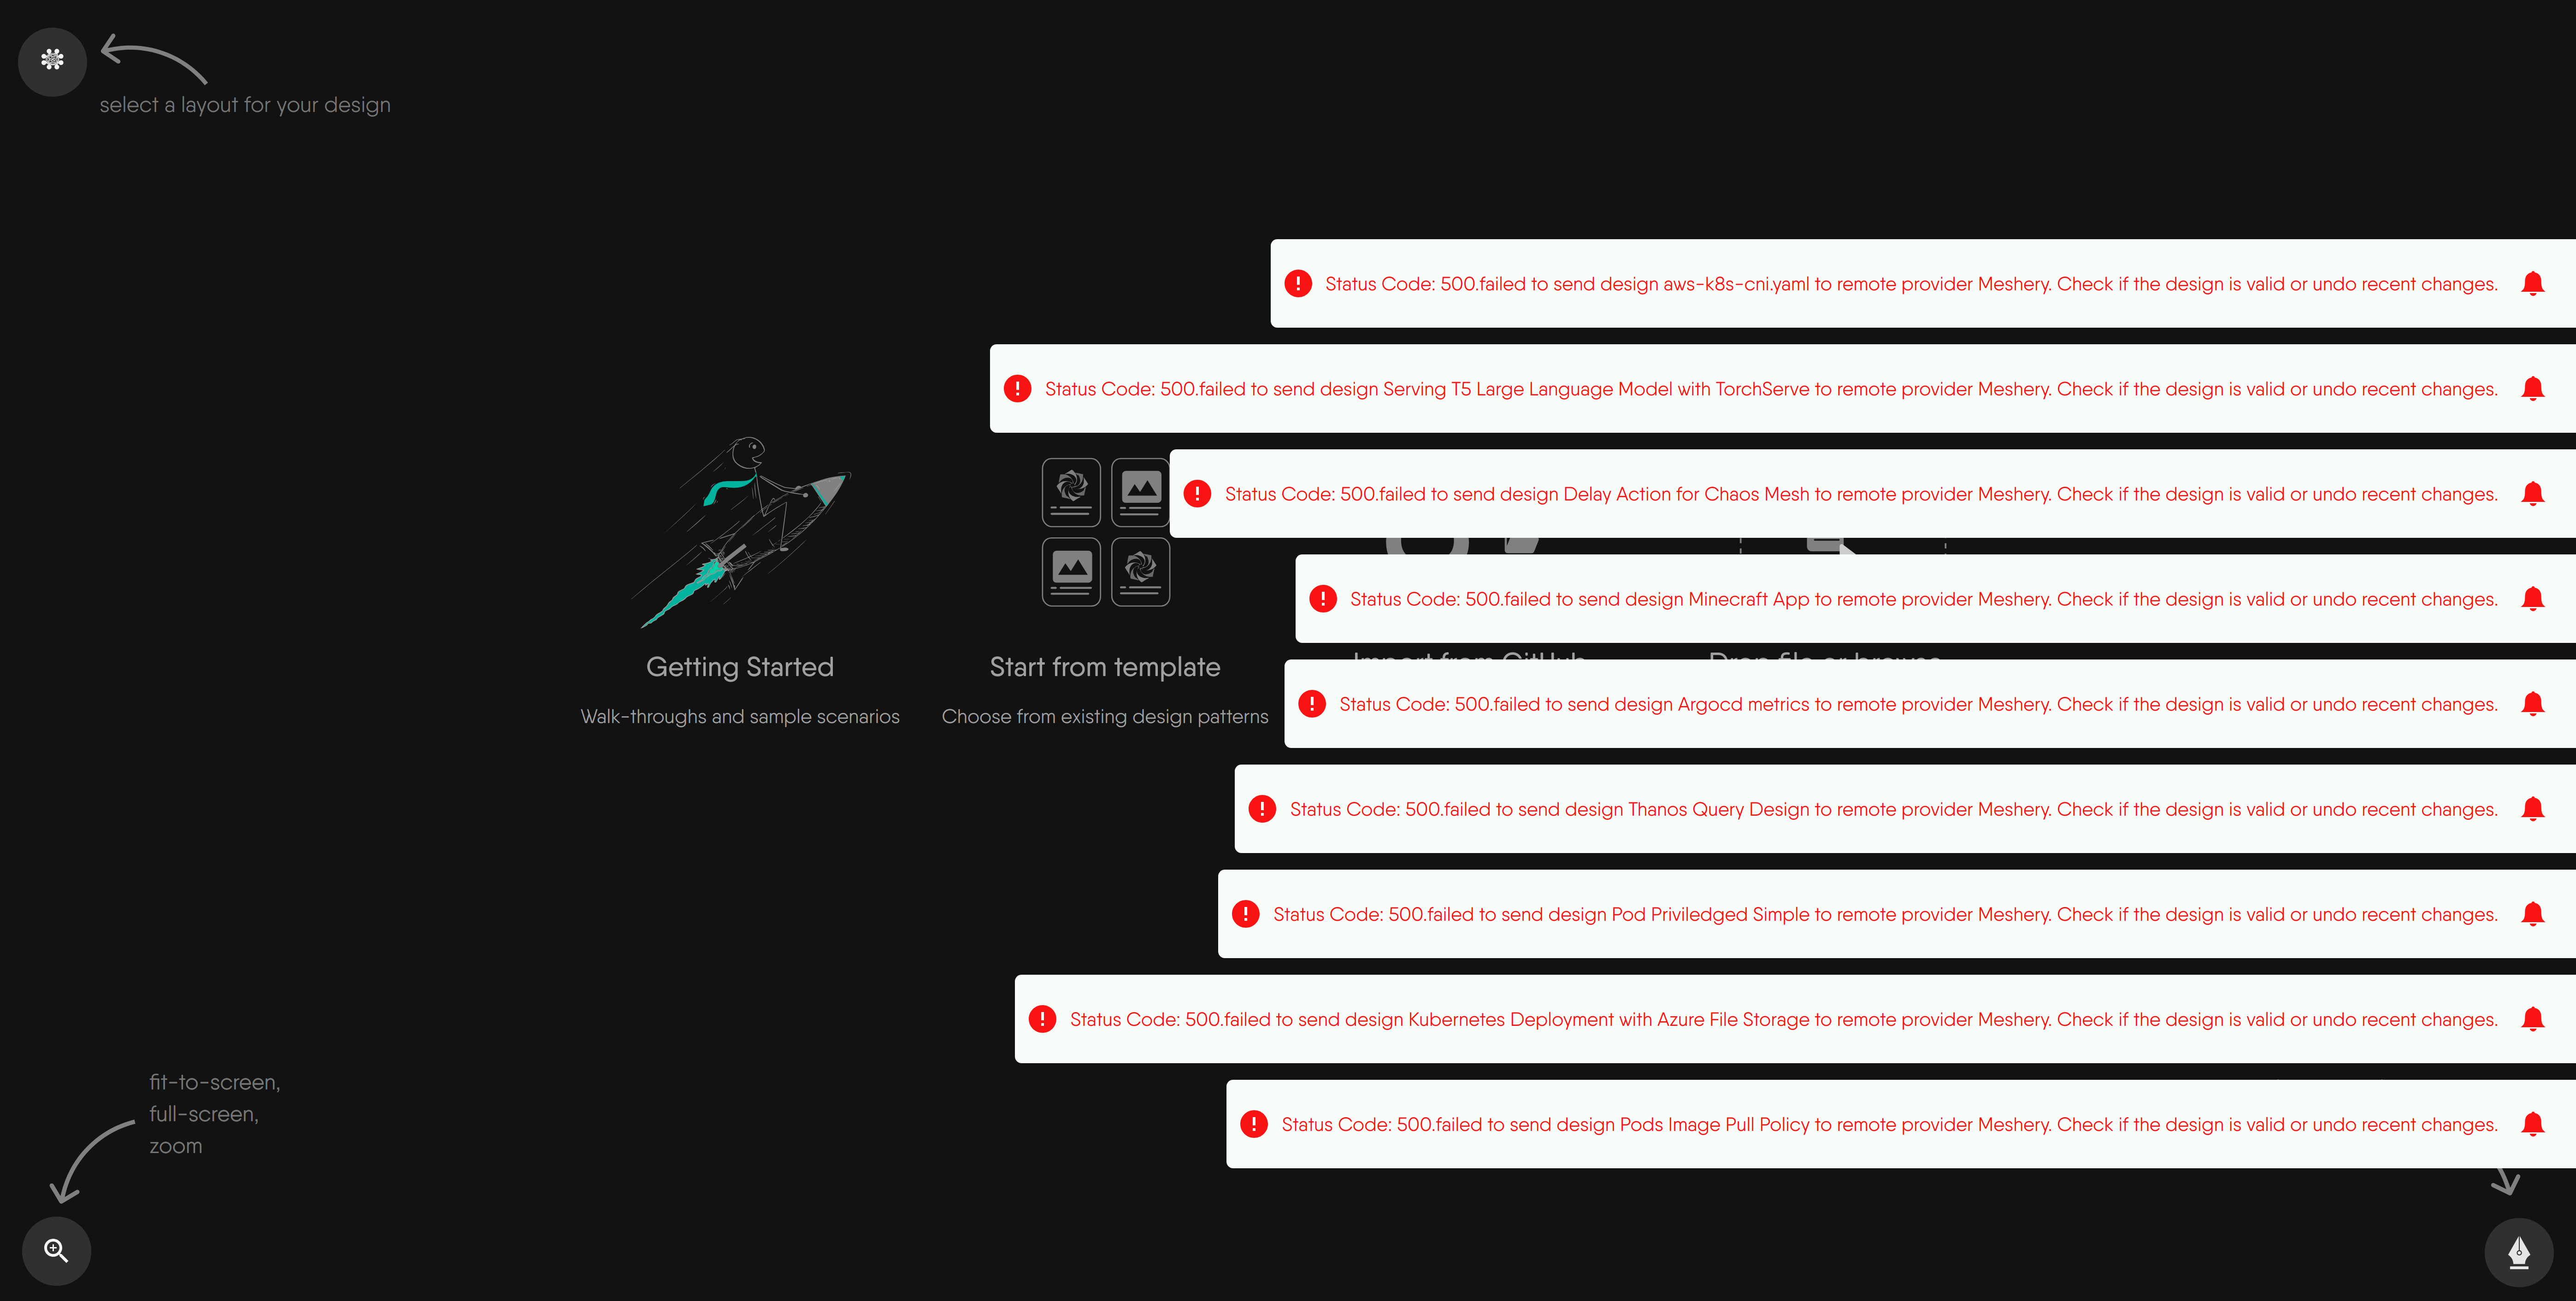 select a layout for your design
Status Code: 500.failed to send design aws-k8s-cni.yaml to remote provider Meshery. Check if the design is valid or undo recent changes.
Status Code: 500.failed to send design Serving T5 Large Language Model with TorchServe to remote provider Meshery. Check if the design is valid or undo recent changes.
Status Code: 500.failed to send design Delay Action for Chaos Mesh to remote provider Meshery. Check if the design is valid or undo recent changes.
Status Code: 500.failed to send design Minecraft App to remote provider Meshery. Check if the design is valid or undo recent changes.
Getting Started
Start from template
Import from GitHub
Drop file or browse
Walk-throughs and sample scenarios
Choose from existing design patterns
Status Code: 500.failed to send design Argocd metrics to remote provider Meshery. Check if the design is valid or undo recent changes.
Status Code: 500.failed to send design Thanos Query Design to remote provider Meshery. Check if the design is valid or undo recent changes.
Status Code: 500.failed to send design Pod Priviledged Simple to remote provider Meshery. Check if the design is valid or undo recent changes.
Status Code: 500.failed to send design Kubernetes Deployment with Azure File Storage to remote provider Meshery. Check if the design is valid or undo recent changes.
Status Code: 500.failed to send design Pods Image Pull Policy to remote provider Meshery. Check if the design is valid or undo recent changes.
fit-to-screen,
full-screen,
zoom